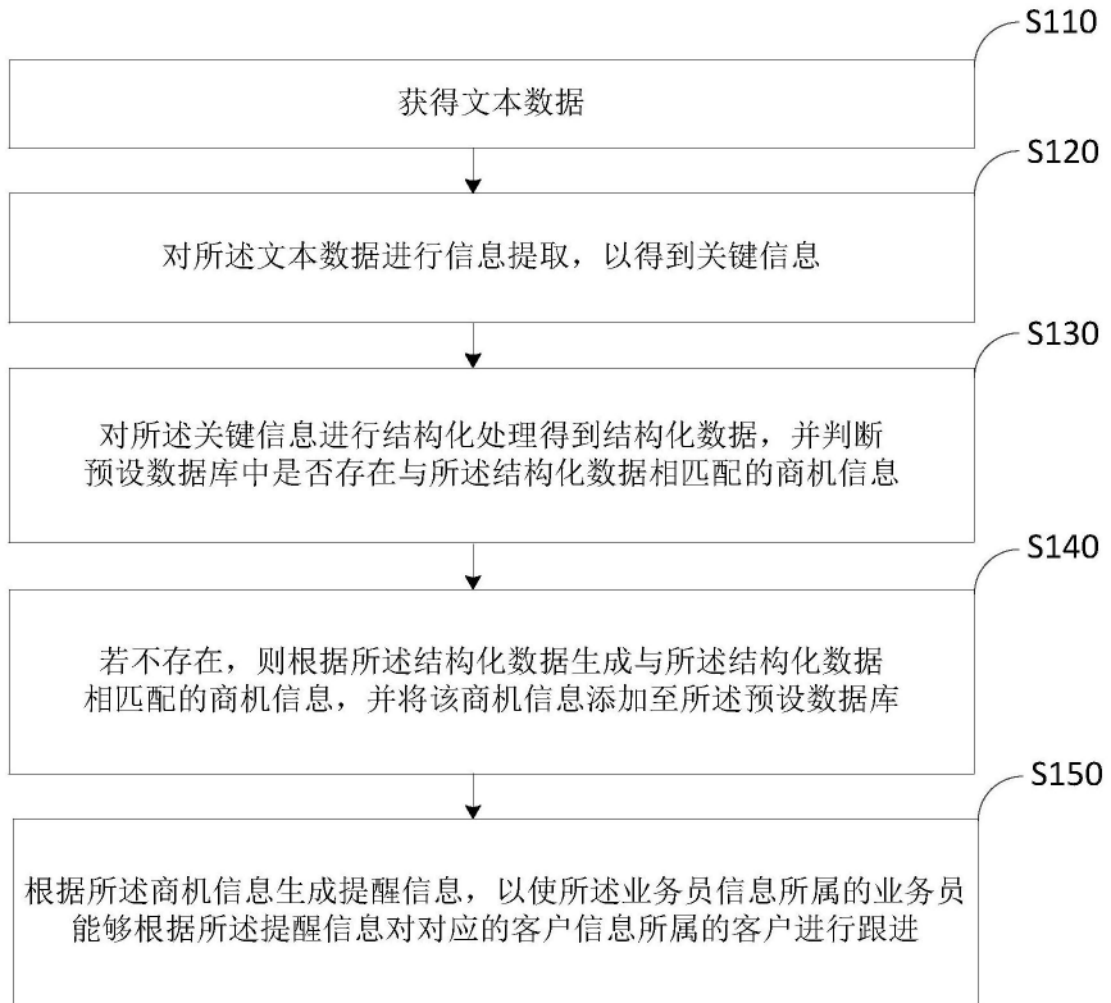 S110
获得文本数据
S120
对所述文本数据进行信息提取，以得到关键信息
S130
对所述关键信息进行结构化处理得到结构化数据，并判断
预设数据库中是否存在与所述结构化数据相匹配的商机信息
S140
若不存在，则根据所述结构化数据生成与所述结构化数据
相匹配的商机信息，并将该商机信息添加至所述预设数据库
S150
根据所述商机信息生成提醒信息，以使所述业务员信息所属的业务员
能够根据所述提醒信息对对应的客户信息所属的客户进行跟进